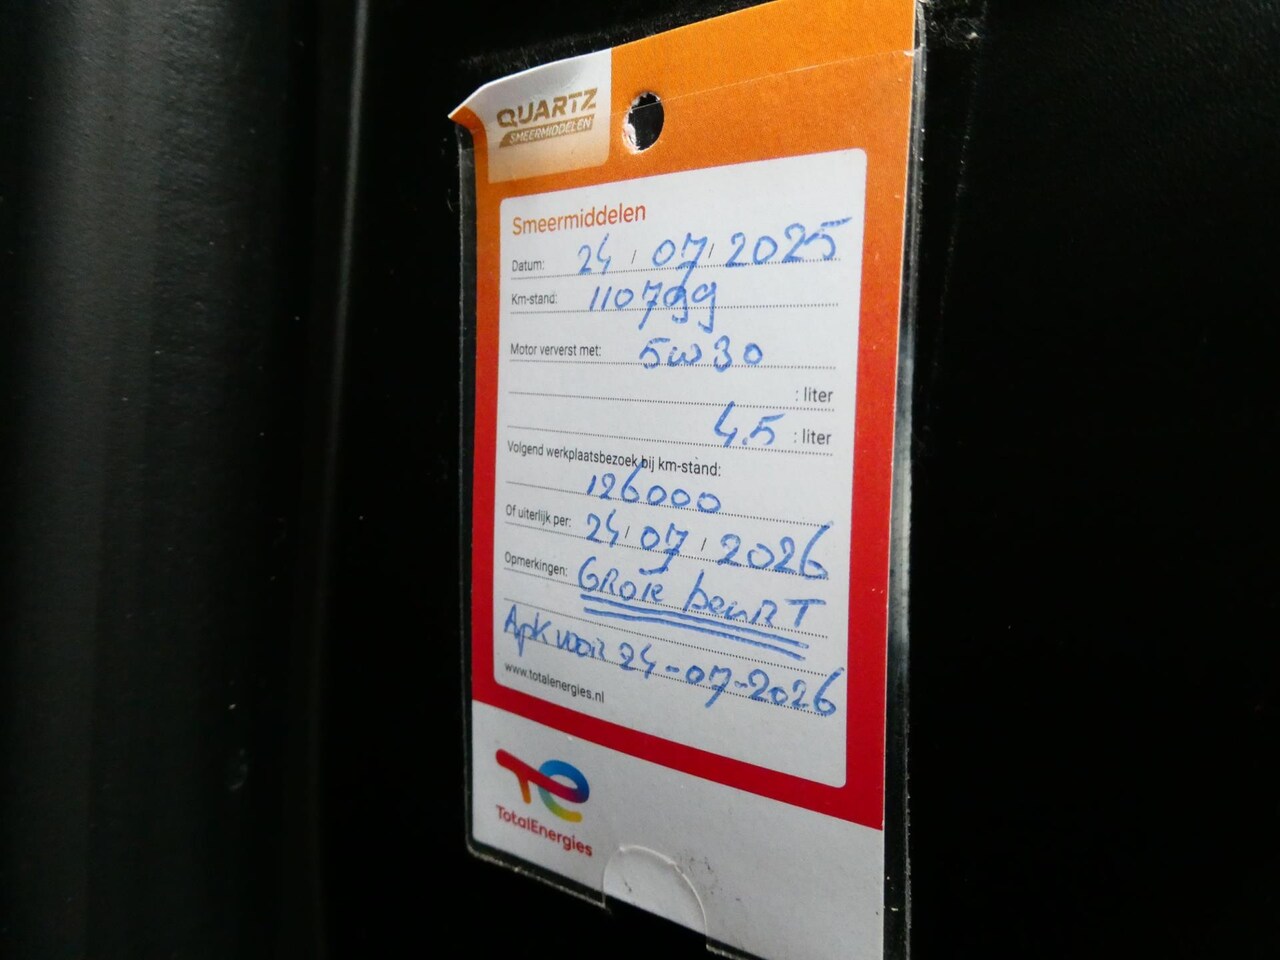 QUARTZ
SMEERMIDDELEN
Smeermiddelen
Datum: 24 / 07 / 2025
Km-stand: 110799
Motor ververst met: 5w30
: liter
4.5 : liter
Volgend werkplaatsbezoek bij km-stand:
126000
Of uiterlijk per: 24 / 07 / 2026
Opmerkingen: GROTE beuRT
Apk vooR 24-07-2026
www.totalenergies.nl
TotalEnergies